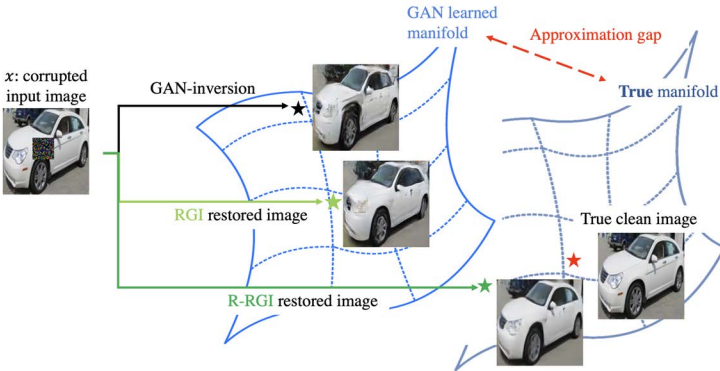 GAN learned
manifold
Approximation gap
True manifold
x: corrupted
input image
GAN-inversion
RGI restored image
True clean image
R-RGI restored image